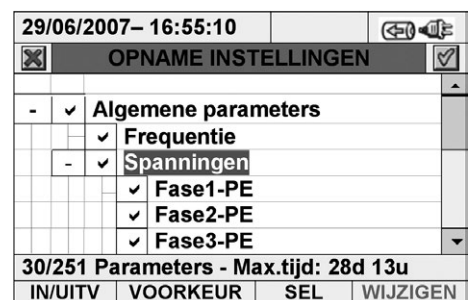 29/06/2007– 16:55:10
OPNAME INSTELLINGEN
- Algemene parameters
Frequentie
- Spanningen
Fase1-PE
Fase2-PE
Fase3-PE
30/251 Parameters - Max.tijd: 28d 13u
IN/UITV VOORKEUR SEL WIJZIGEN